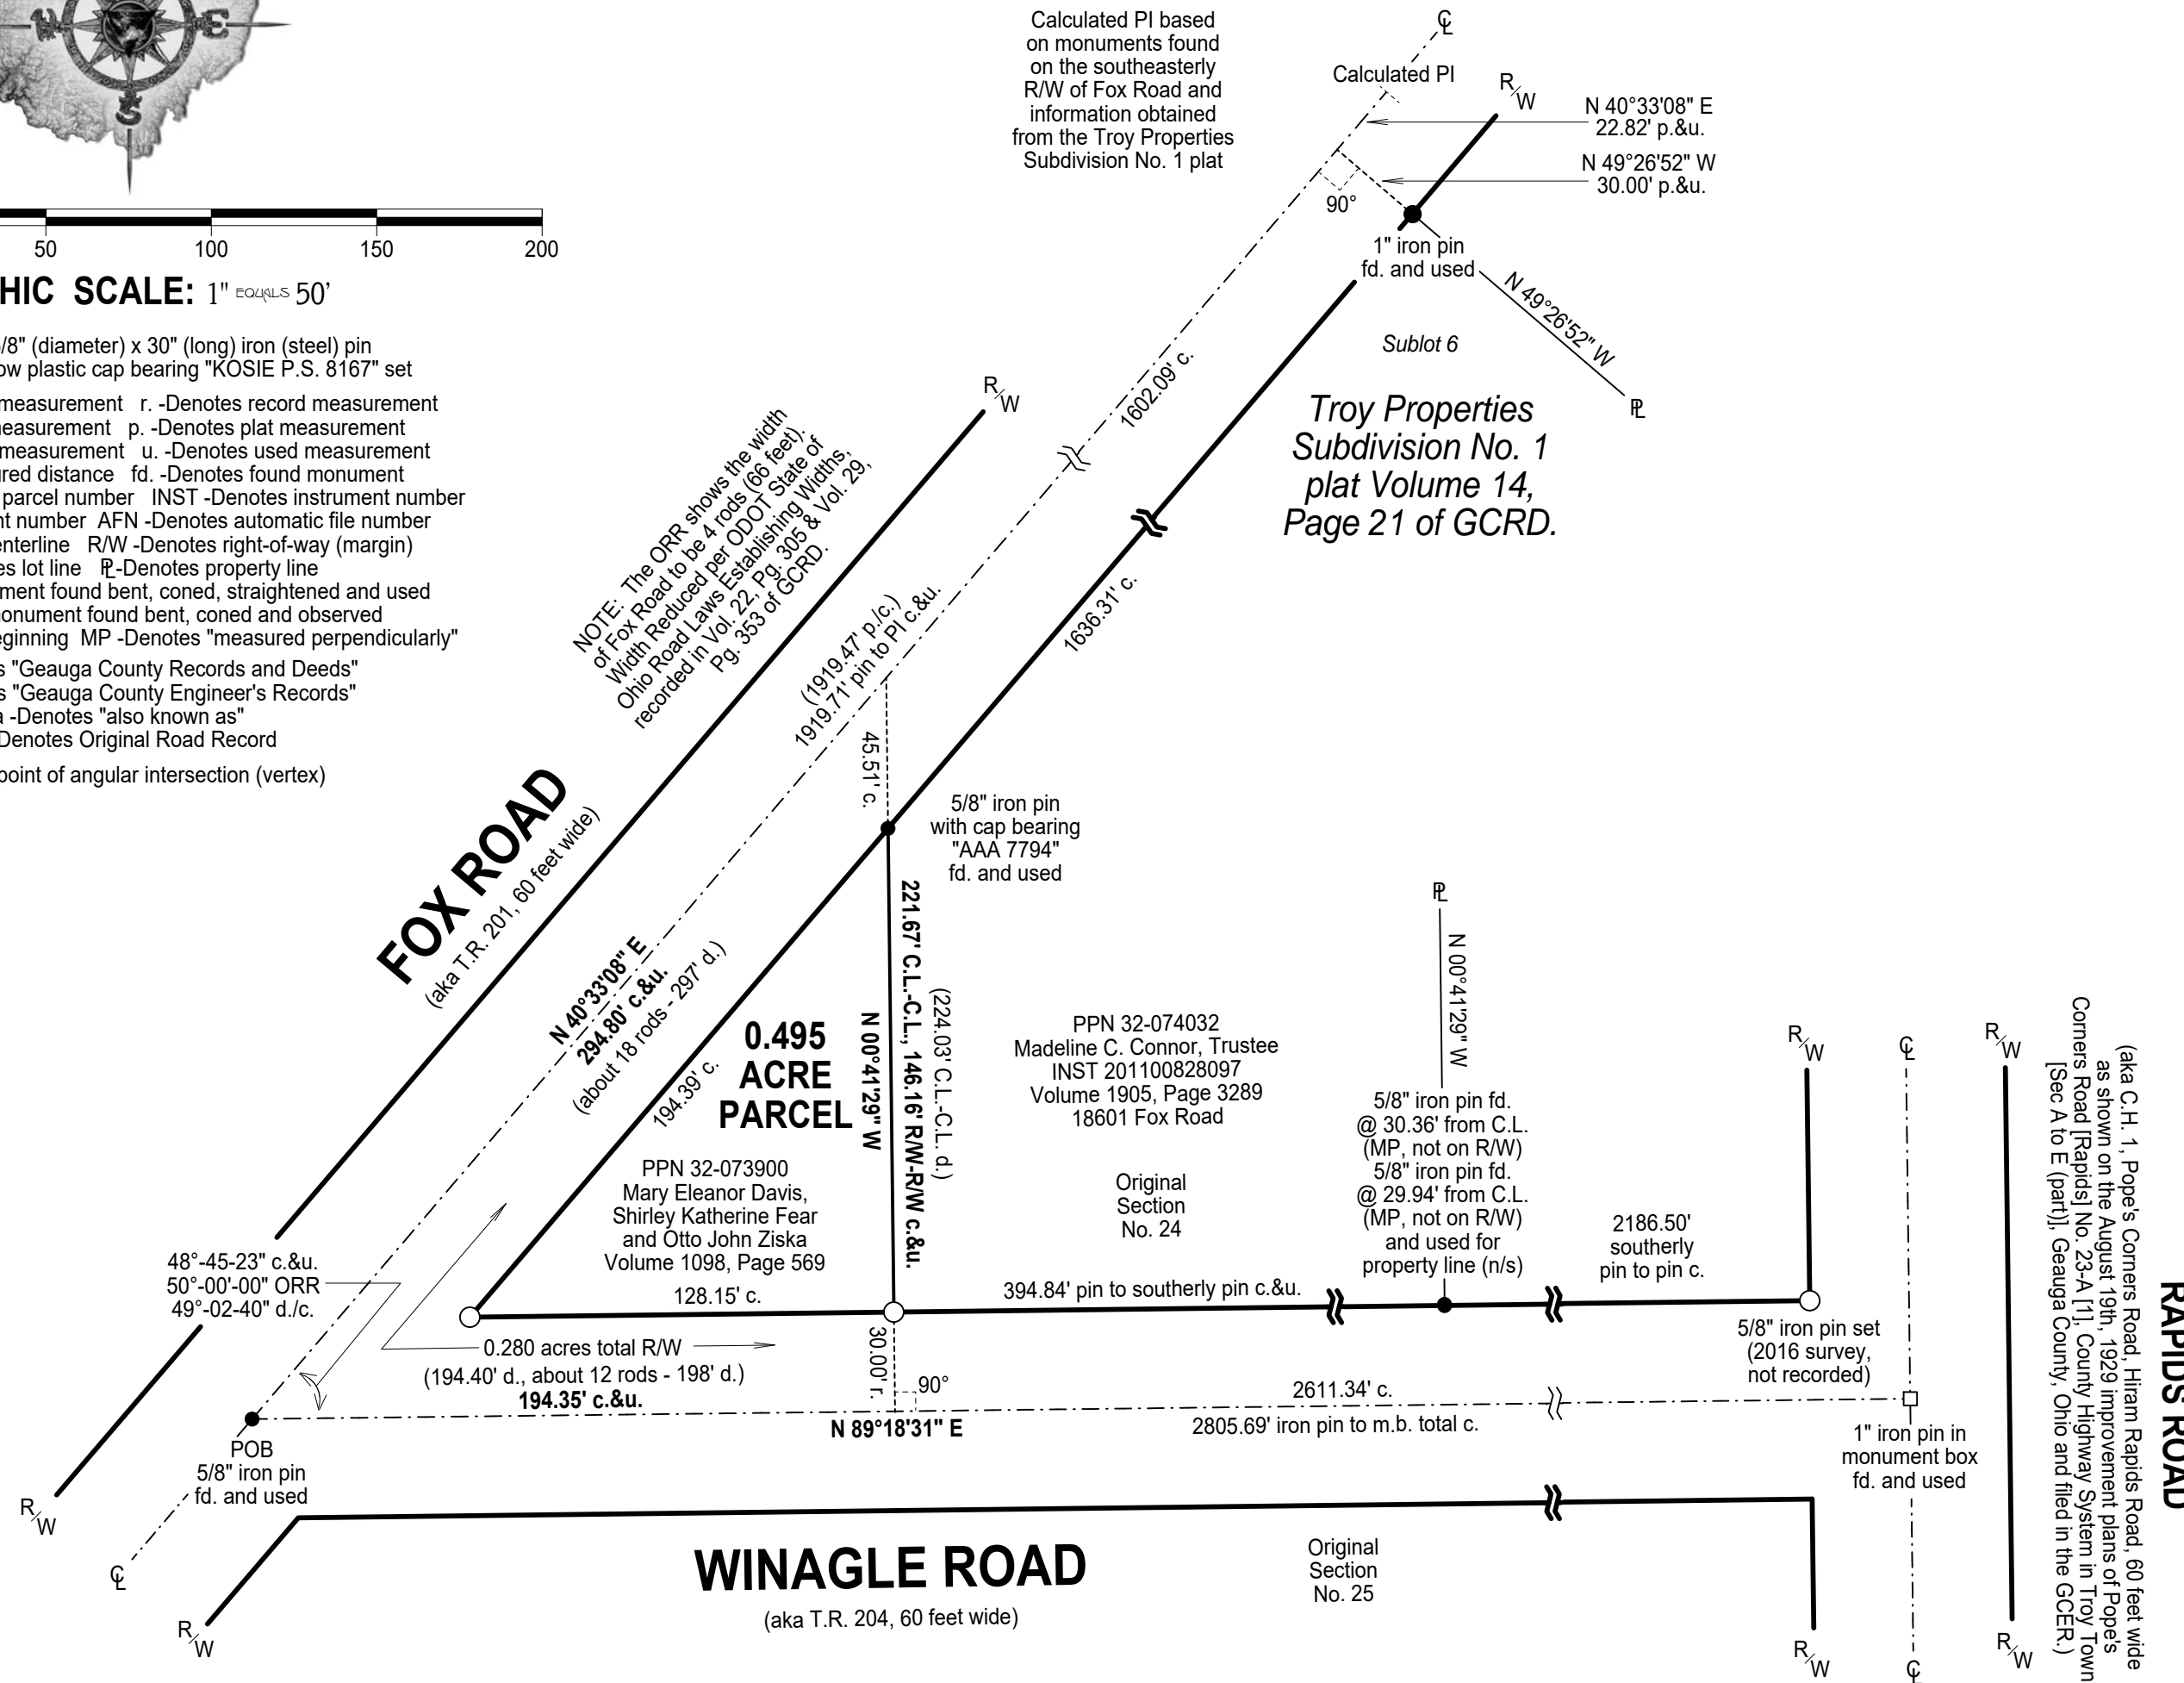 Calculated PI based
on monuments found
on the southeasterly
R/W of Fox Road and
information obtained
from the Troy Properties
Subdivision No. 1 plat
℄
Calculated PI
R/W
N 40°33'08" E
22.82' p.&u.
N 49°26'52" W
30.00' p.&u.
90°
1" iron pin
fd. and used
N 49°26'52" W
Sublot 6
PL
E
S
50 100 150 200
HIC SCALE: 1" EQUALS 50'
/8" (diameter) x 30" (long) iron (steel) pin
ow plastic cap bearing "KOSIE P.S. 8167" set
measurement r. -Denotes record measurement
easurement p. -Denotes plat measurement
measurement u. -Denotes used measurement
red distance fd. -Denotes found monument
parcel number INST -Denotes instrument number
nt number AFN -Denotes automatic file number
enterline R/W -Denotes right-of-way (margin)
es lot line PL-Denotes property line
ment found bent, coned, straightened and used
monument found bent, coned and observed
eginning MP -Denotes "measured perpendicularly"
s "Geauga County Records and Deeds"
s "Geauga County Engineer's Records"
a -Denotes "also known as"
Denotes Original Road Record
point of angular intersection (vertex)
Troy Properties
Subdivision No. 1
plat Volume 14,
Page 21 of GCRD.
R/W
1602.09' c.
1636.31' c.
NOTE: The ORR shows the width
of Fox Road to be 4 rods (66 feet).
Width Reduced per ODOT State of
Ohio Road Laws Establishing Widths,
recorded in Vol. 22, Pg. 305 & Vol. 29,
Pg. 353 of GCRD.
(1919.47' p./c.)
1919.71' pin to PI c.&u.
45.51' c.
5/8" iron pin
with cap bearing
"AAA 7794"
fd. and used
FOX ROAD
(aka T.R. 201, 60 feet wide)
N 40°33'08" E
294.80' c.&u.
(about 18 rods - 297' d.)
194.39' c.
0.495
ACRE
PARCEL
N 00°41'29" W
221.67' C.L.-C.L., 146.16' R/W-R/W c.&u.
(224.03' C.L.-C.L. d.)
PPN 32-074032
Madeline C. Connor, Trustee
INST 201100828097
Volume 1905, Page 3289
18601 Fox Road
Original
Section
No. 24
PL
N 00°41'29" W
5/8" iron pin fd.
@ 30.36' from C.L.
(MP, not on R/W)
5/8" iron pin fd.
@ 29.94' from C.L.
(MP, not on R/W)
and used for
property line (n/s)
2186.50'
southerly
pin to pin c.
R/W
℄
R/W
(aka C.H. 1, Pope's Corners Road, Hiram Rapids Road, 60 feet wide
as shown on the August 19th, 1929 improvement plans of Pope's
Corners Road [Rapids] No. 23-A [1], County Highway System in Troy Town
[Sec A to E (part)], Geauga County, Ohio and filed in the GCER.)
RAPIDS ROAD
PPN 32-073900
Mary Eleanor Davis,
Shirley Katherine Fear
and Otto John Ziska
Volume 1098, Page 569
128.15' c.
394.84' pin to southerly pin c.&u.
48°-45-23" c.&u.
50°-00'-00" ORR
49°-02-40" d./c.
0.280 acres total R/W
(194.40' d., about 12 rods - 198' d.)
194.35' c.&u.
30.00' r.
90°
N 89°18'31" E
2611.34' c.
2805.69' iron pin to m.b. total c.
5/8" iron pin set
(2016 survey,
not recorded)
1" iron pin in
monument box
fd. and used
POB
5/8" iron pin
fd. and used
R/W
℄
R/W
WINAGLE ROAD
(aka T.R. 204, 60 feet wide)
Original
Section
No. 25
R/W
℄
R/W